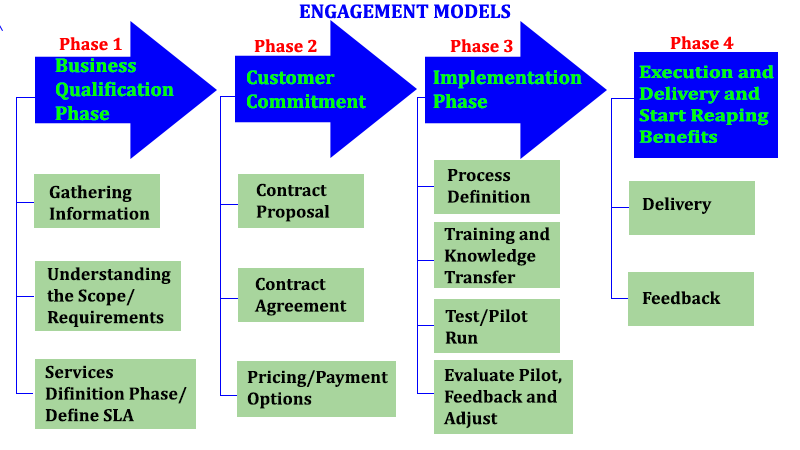 ENGAGEMENT MODELS
Phase 1
Business
Qualification
Phase
Gathering
Information
Understanding
the Scope/
Requirements
Services
Difinition Phase/
Define SLA
Phase 2
Customer
Commitment
Contract
Proposal
Contract
Agreement
Pricing/Payment
Options
Phase 3
Implementation
Phase
Process
Definition
Training and
Knowledge
Transfer
Test/Pilot
Run
Evaluate Pilot,
Feedback and
Adjust
Phase 4
Execution and
Delivery and
Start Reaping
Benefits
Delivery
Feedback